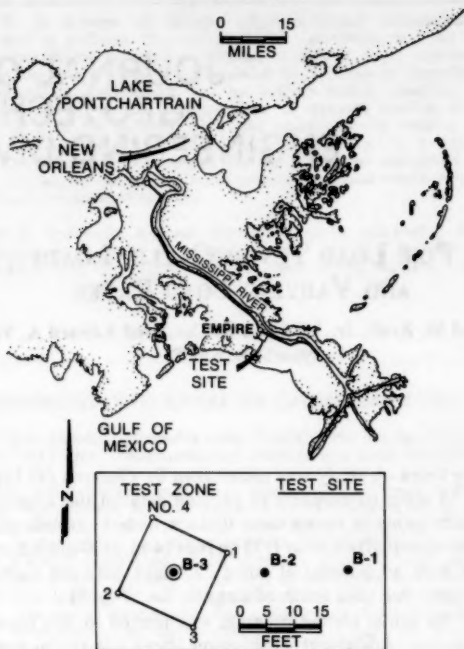 0 15
MILES
LAKE
PONTCHARTRAIN
NEW
ORLEANS
MISSISSIPPI RIVER
EMPIRE
TEST
SITE
GULF OF
MEXICO
N
TEST ZONE
TEST SITE
NO. 4
1
B-3
B-2
B-1
2
3
0 5 10 15
FEET